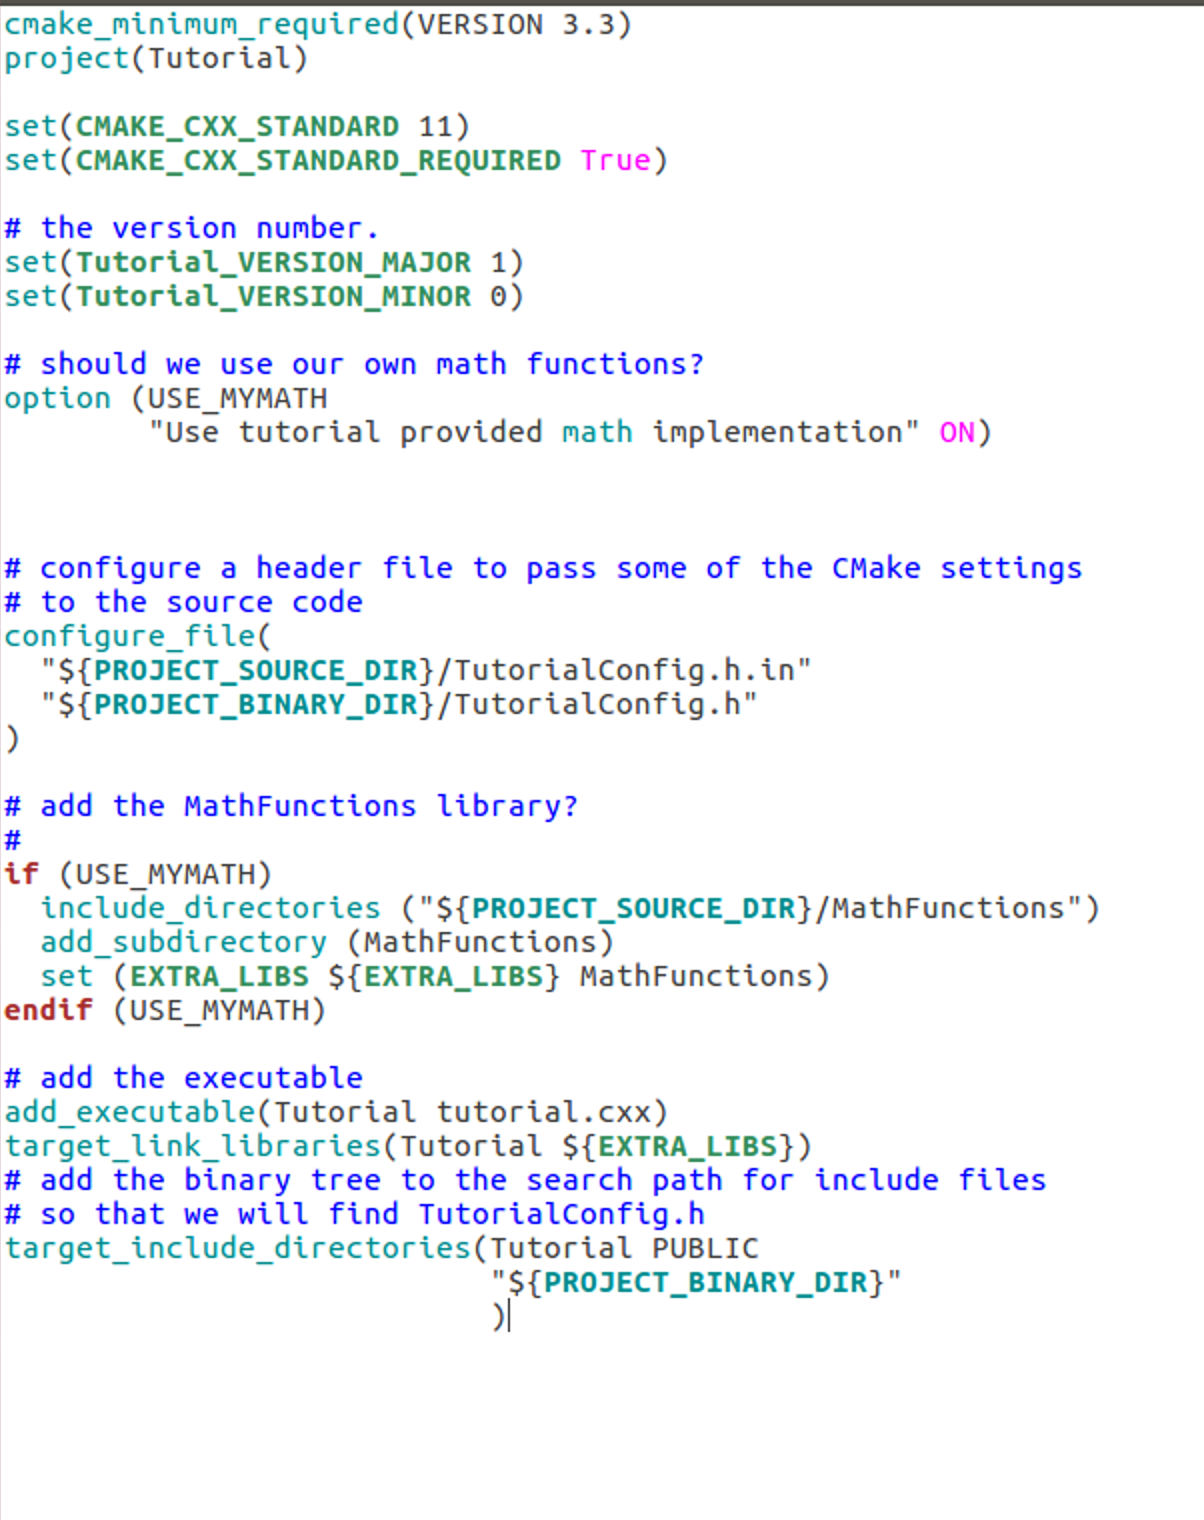 cmake_minimum_required(VERSION 3.3)
project(Tutorial)
set(CMAKE_CXX_STANDARD 11)
set(CMAKE_CXX_STANDARD_REQUIRED True)
# the version number.
set(Tutorial_VERSION_MAJOR 1)
set(Tutorial_VERSION_MINOR 0)
# should we use our own math functions?
option (USE_MYMATH
        "Use tutorial provided math implementation" ON)
# configure a header file to pass some of the CMake settings
# to the source code
configure_file(
  "${PROJECT_SOURCE_DIR}/TutorialConfig.h.in"
  "${PROJECT_BINARY_DIR}/TutorialConfig.h"
)
# add the MathFunctions library?
#
if (USE_MYMATH)
  include_directories ("${PROJECT_SOURCE_DIR}/MathFunctions")
  add_subdirectory (MathFunctions)
  set (EXTRA_LIBS ${EXTRA_LIBS} MathFunctions)
endif (USE_MYMATH)
# add the executable
add_executable(Tutorial tutorial.cxx)
target_link_libraries(Tutorial ${EXTRA_LIBS})
# add the binary tree to the search path for include files
# so that we will find TutorialConfig.h
target_include_directories(Tutorial PUBLIC
                           "${PROJECT_BINARY_DIR}"
                           )